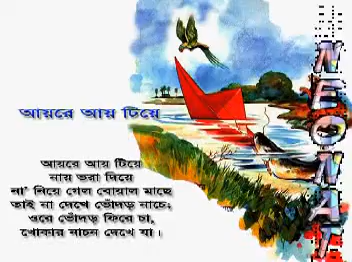 আয়রে আয় টিয়ে
আয়রে আয় টিয়ে
নায় ভরা দিয়ে
না' নিয়ে গেল বোয়াল মাছে
তাই না দেখে ভোঁদড় নাচে,
ওরে ভোঁদড় ফিরে চা,
খোকার নাচন দেখে যা।
NEONAT